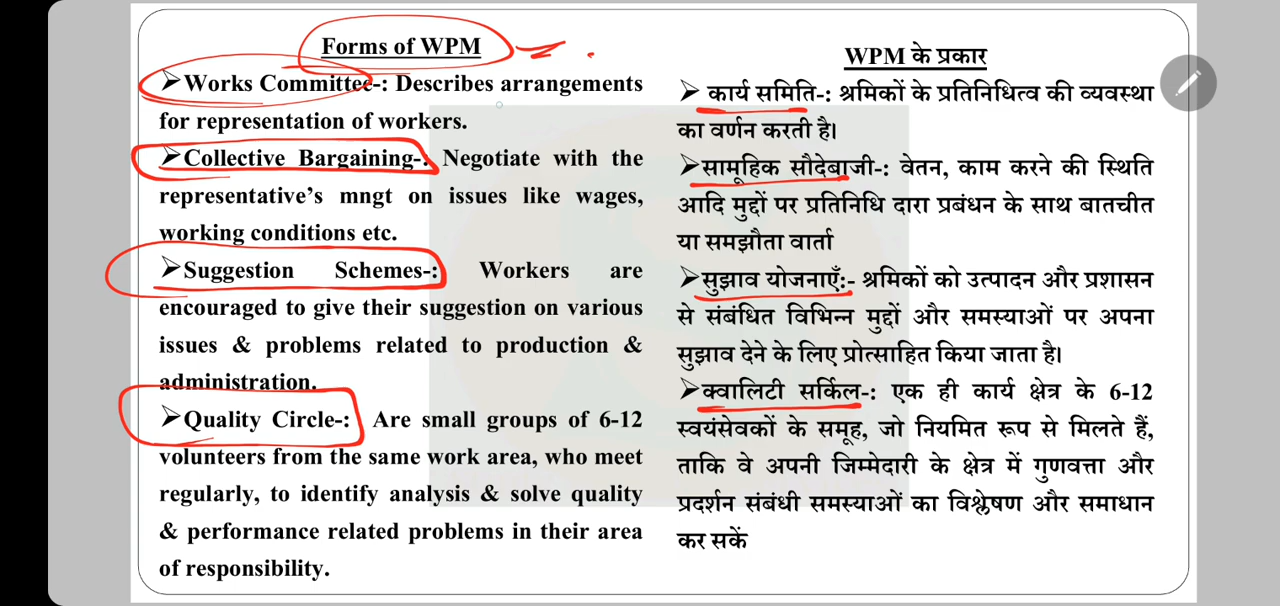 Forms of WPM
➤Works Committee-: Describes arrangements
for representation of workers.
➤Collective Bargaining-: Negotiate with the
representative's mngt on issues like wages,
working conditions etc.
➤Suggestion Schemes-: Workers are
encouraged to give their suggestion on various
issues & problems related to production &
administration.
➤Quality Circle-: Are small groups of 6-12
volunteers from the same work area, who meet
regularly, to identify analysis & solve quality
& performance related problems in their area
of responsibility.
WPM के प्रकार
➤ कार्य समिति-: श्रमिकों के प्रतिनिधित्व की व्यवस्था
का वर्णन करती है।
➤सामूहिक सौदेबाजी-: वेतन, काम करने की स्थिति
आदि मुद्दों पर प्रतिनिधि दारा प्रबंधन के साथ बातचीत
या समझौता वार्ता
➤सुझाव योजनाएँ:- श्रमिकों को उत्पादन और प्रशासन
से संबंधित विभिन्न मुद्दों और समस्याओं पर अपना
सुझाव देने के लिए प्रोत्साहित किया जाता है।
➤क्वालिटी सर्किल-: एक ही कार्य क्षेत्र के 6-12
स्वयंसेवकों के समूह, जो नियमित रूप से मिलते हैं,
ताकि वे अपनी जिम्मेदारी के क्षेत्र में गुणवत्ता और
प्रदर्शन संबंधी समस्याओं का विश्लेषण और समाधान
कर सकें